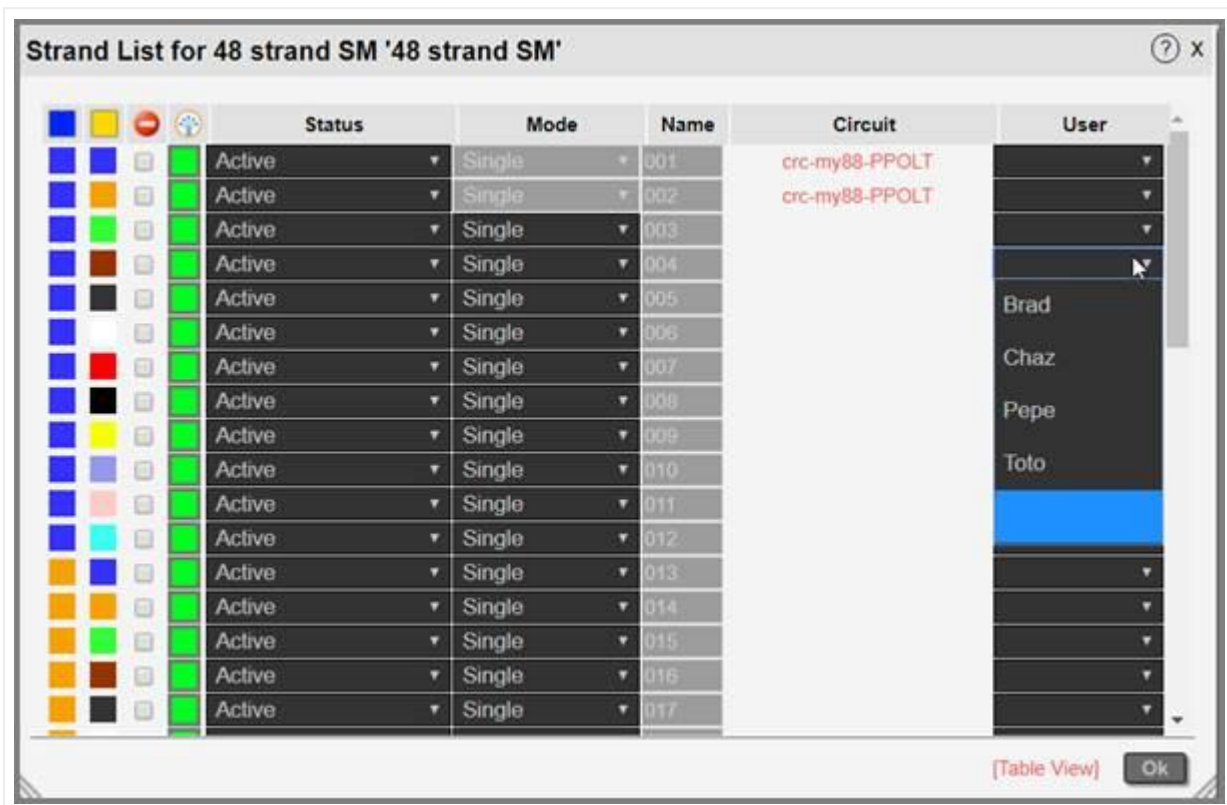 Strand List for 48 strand SM '48 strand SM' ? x
Status Mode Name Circuit User
Active Single 001 crc-my88-PPOLT
Active Single 002 crc-my88-PPOLT
Active Single 003
Active Single 004
Active Single 005 Brad
Active Single 006
Active Single 007 Chaz
Active Single 008 Pepe
Active Single 009
Active Single 010 Toto
Active Single 011
Active Single 012
Active Single 013
Active Single 014
Active Single 015
Active Single 016
Active Single 017
[Table View] Ok